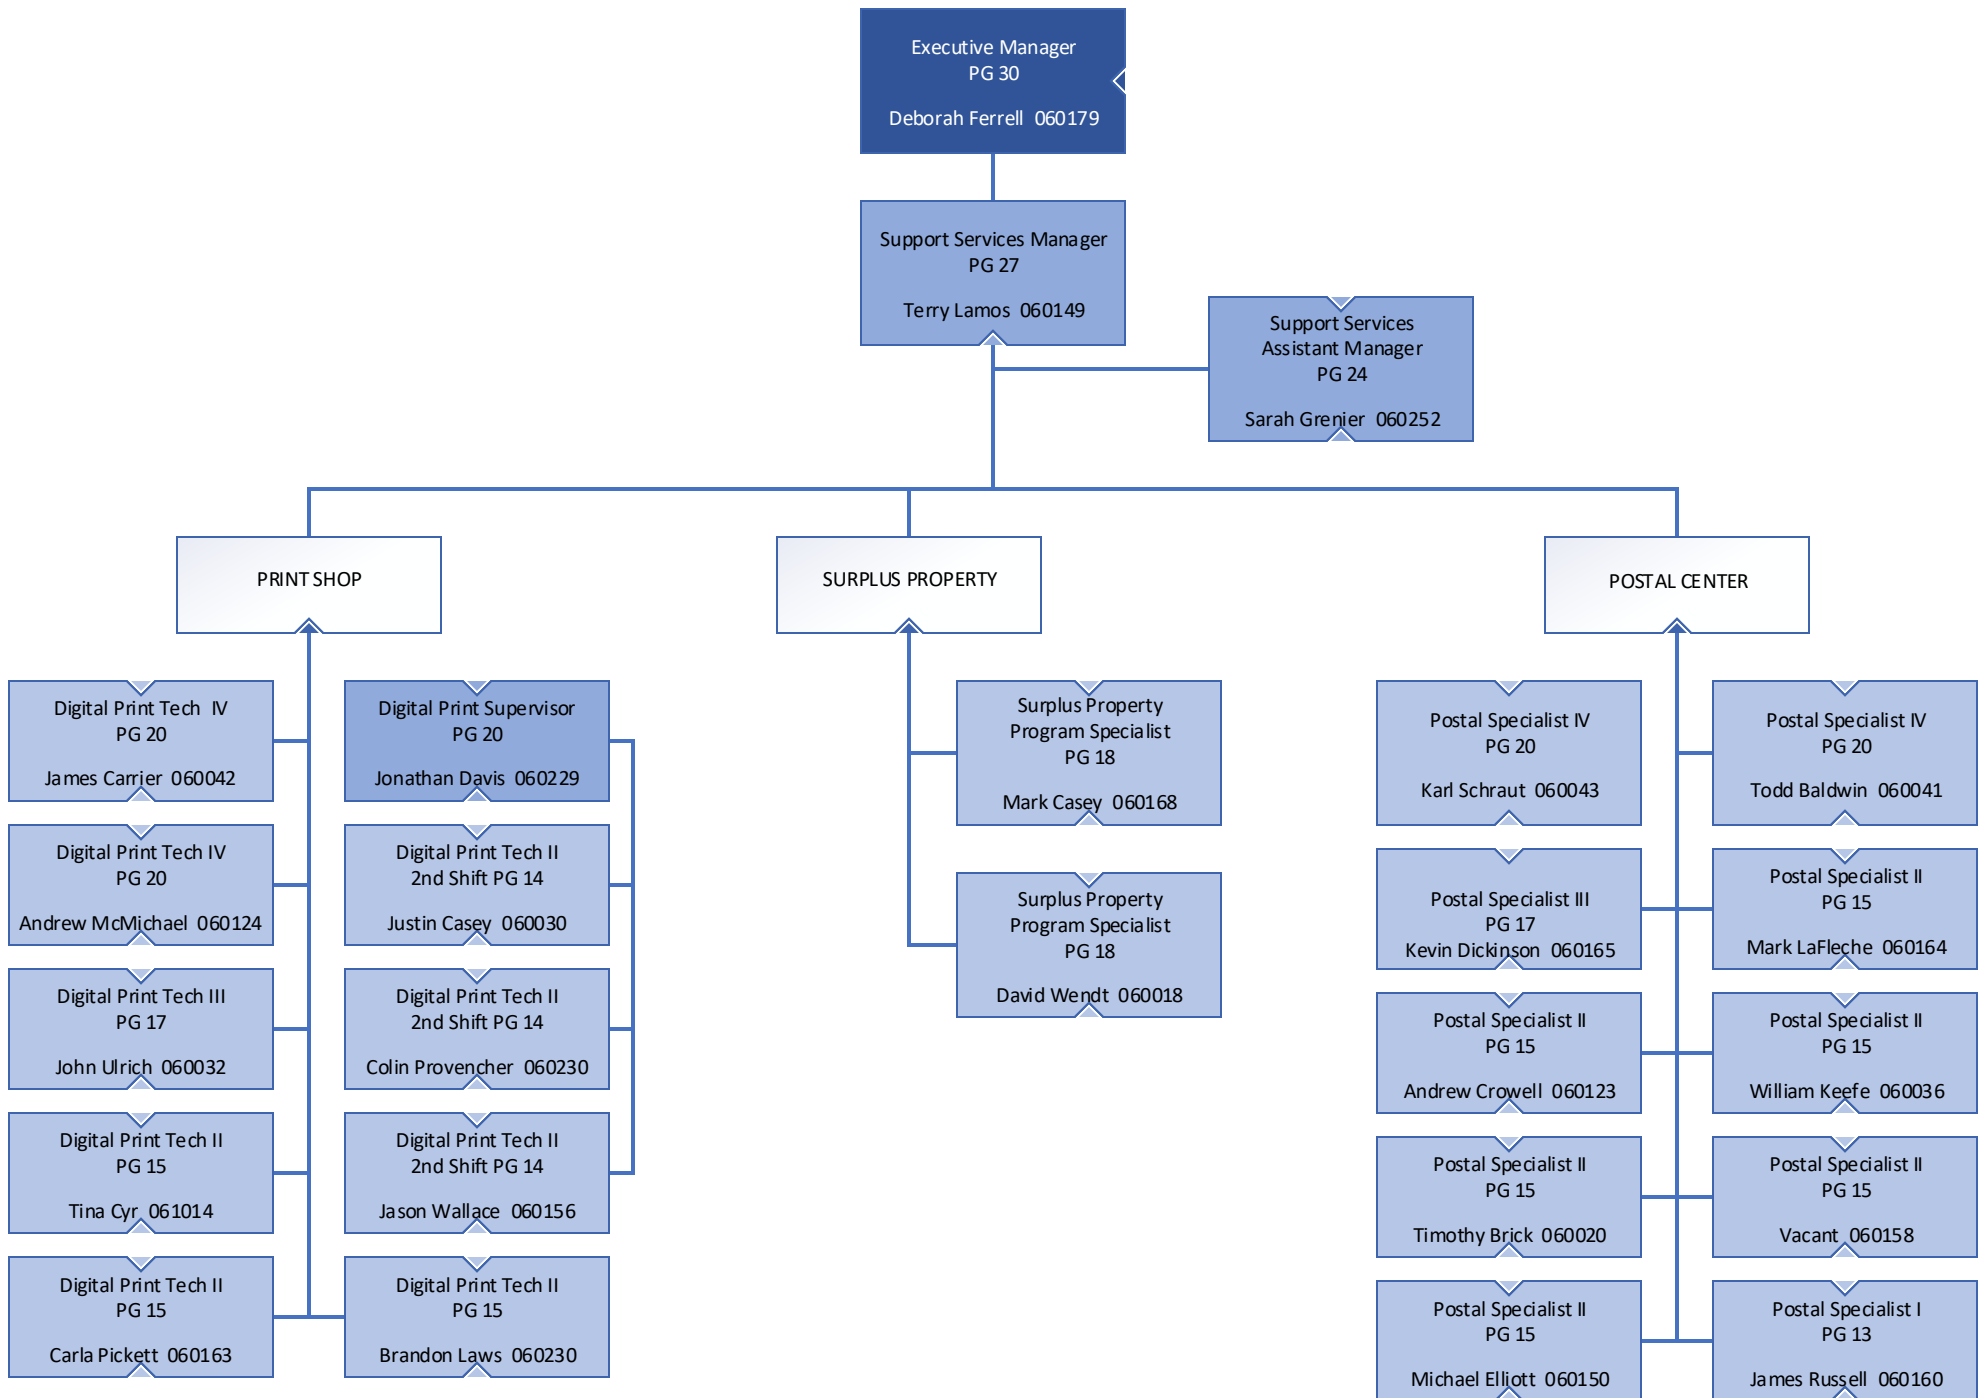 Executive Manager
PG 30
Deborah Ferrell 060179
Support Services Manager
PG 27
Terry Lamos 060149
Support Services
Assistant Manager
PG 24
Sarah Grenier 060252
PRINT SHOP
Digital Print Tech IV
PG 20
James Carrier 060042
Digital Print Tech IV
PG 20
Andrew McMichael 060124
Digital Print Tech III
PG 17
John Ulrich 060032
Digital Print Tech II
PG 15
Tina Cyr 061014
Digital Print Tech II
PG 15
Carla Pickett 060163
Digital Print Supervisor
PG 20
Jonathan Davis 060229
Digital Print Tech II
2nd Shift PG 14
Justin Casey 060030
Digital Print Tech II
2nd Shift PG 14
Colin Provencher 060230
Digital Print Tech II
2nd Shift PG 14
Jason Wallace 060156
Digital Print Tech II
PG 15
Brandon Laws 060230
SURPLUS PROPERTY
Surplus Property
Program Specialist
PG 18
Mark Casey 060168
Surplus Property
Program Specialist
PG 18
David Wendt 060018
POSTAL CENTER
Postal Specialist IV
PG 20
Karl Schraut 060043
Postal Specialist III
PG 17
Kevin Dickinson 060165
Postal Specialist II
PG 15
Andrew Crowell 060123
Postal Specialist II
PG 15
Timothy Brick 060020
Postal Specialist II
PG 15
Michael Elliott 060150
Postal Specialist IV
PG 20
Todd Baldwin 060041
Postal Specialist II
PG 15
Mark LaFleche 060164
Postal Specialist II
PG 15
William Keefe 060036
Postal Specialist II
PG 15
Vacant 060158
Postal Specialist I
PG 13
James Russell 060160